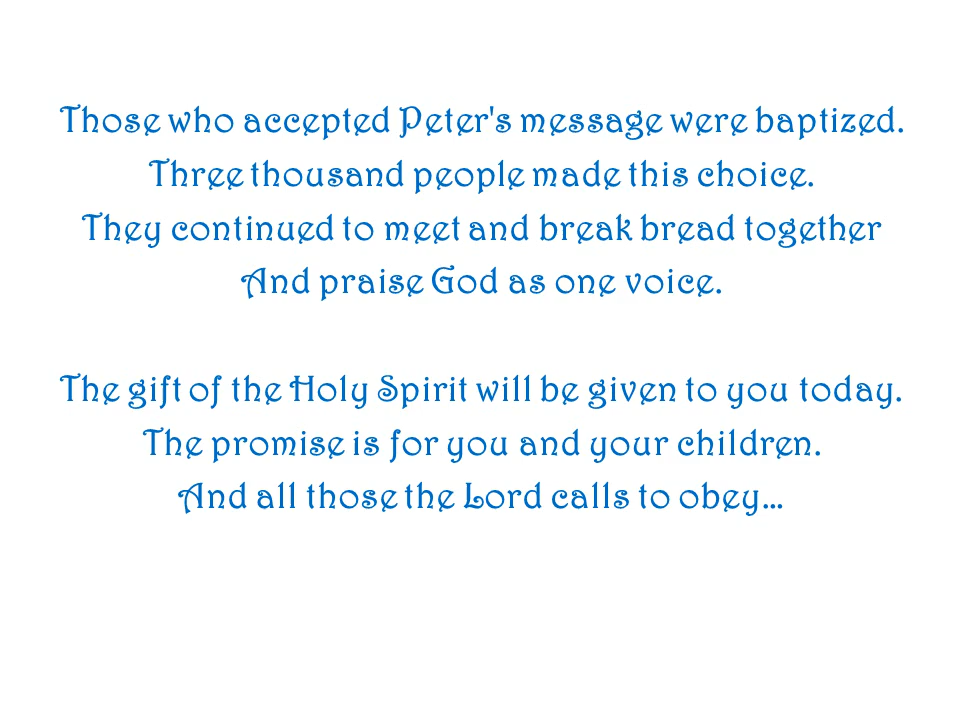 Those who accepted Peter's message were baptized.
Three thousand people made this choice.
They continued to meet and break bread together
And praise God as one voice.
The gift of the Holy Spirit will be given to you today.
The promise is for you and your children.
And all those the Lord calls to obey...